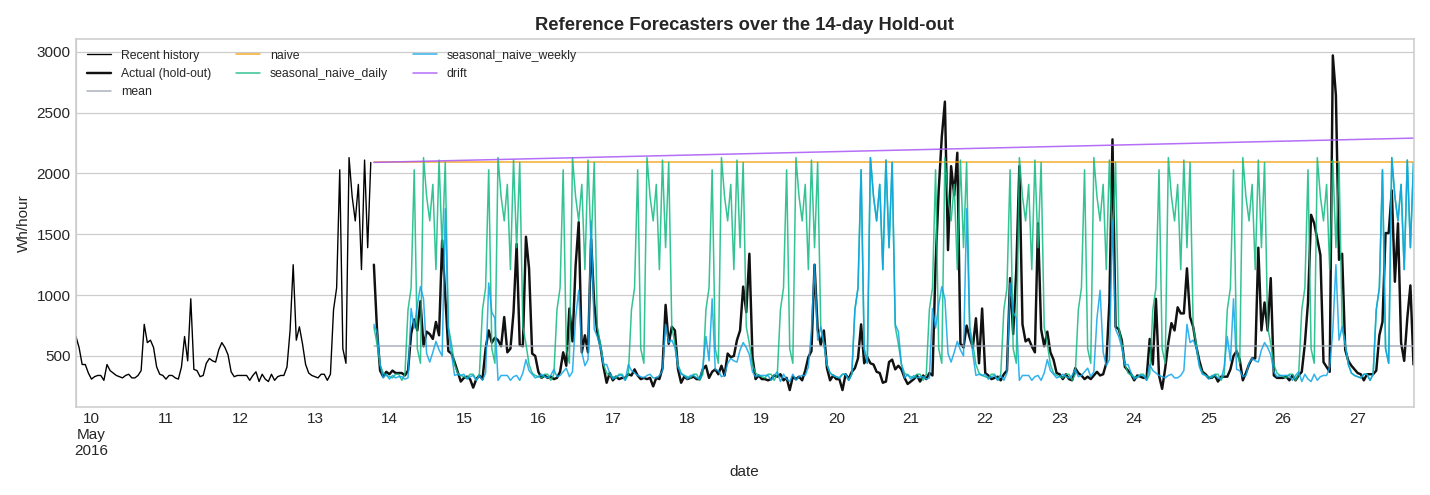 Reference Forecasters over the 14-day Hold-out
Recent history
Actual (hold-out)
mean
naive
seasonal_naive_daily
seasonal_naive_weekly
drift
Wh/hour
3000
2500
2000
1500
1000
500
10 11 12 13 14 15 16 17 18 19 20 21 22 23 24 25 26 27
May
2016
date